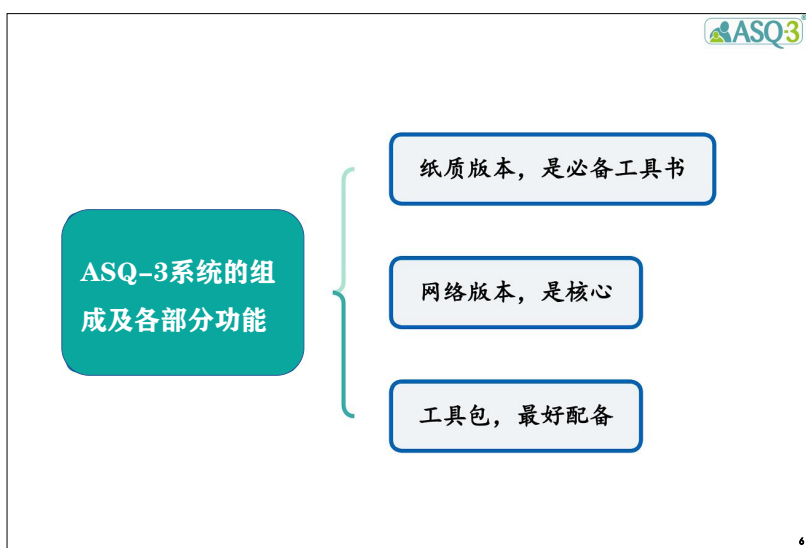 ASQ-3®
纸质版本，是必备工具书
ASQ-3系统的组
成及各部分功能
网络版本，是核心
工具包，最好配备
6